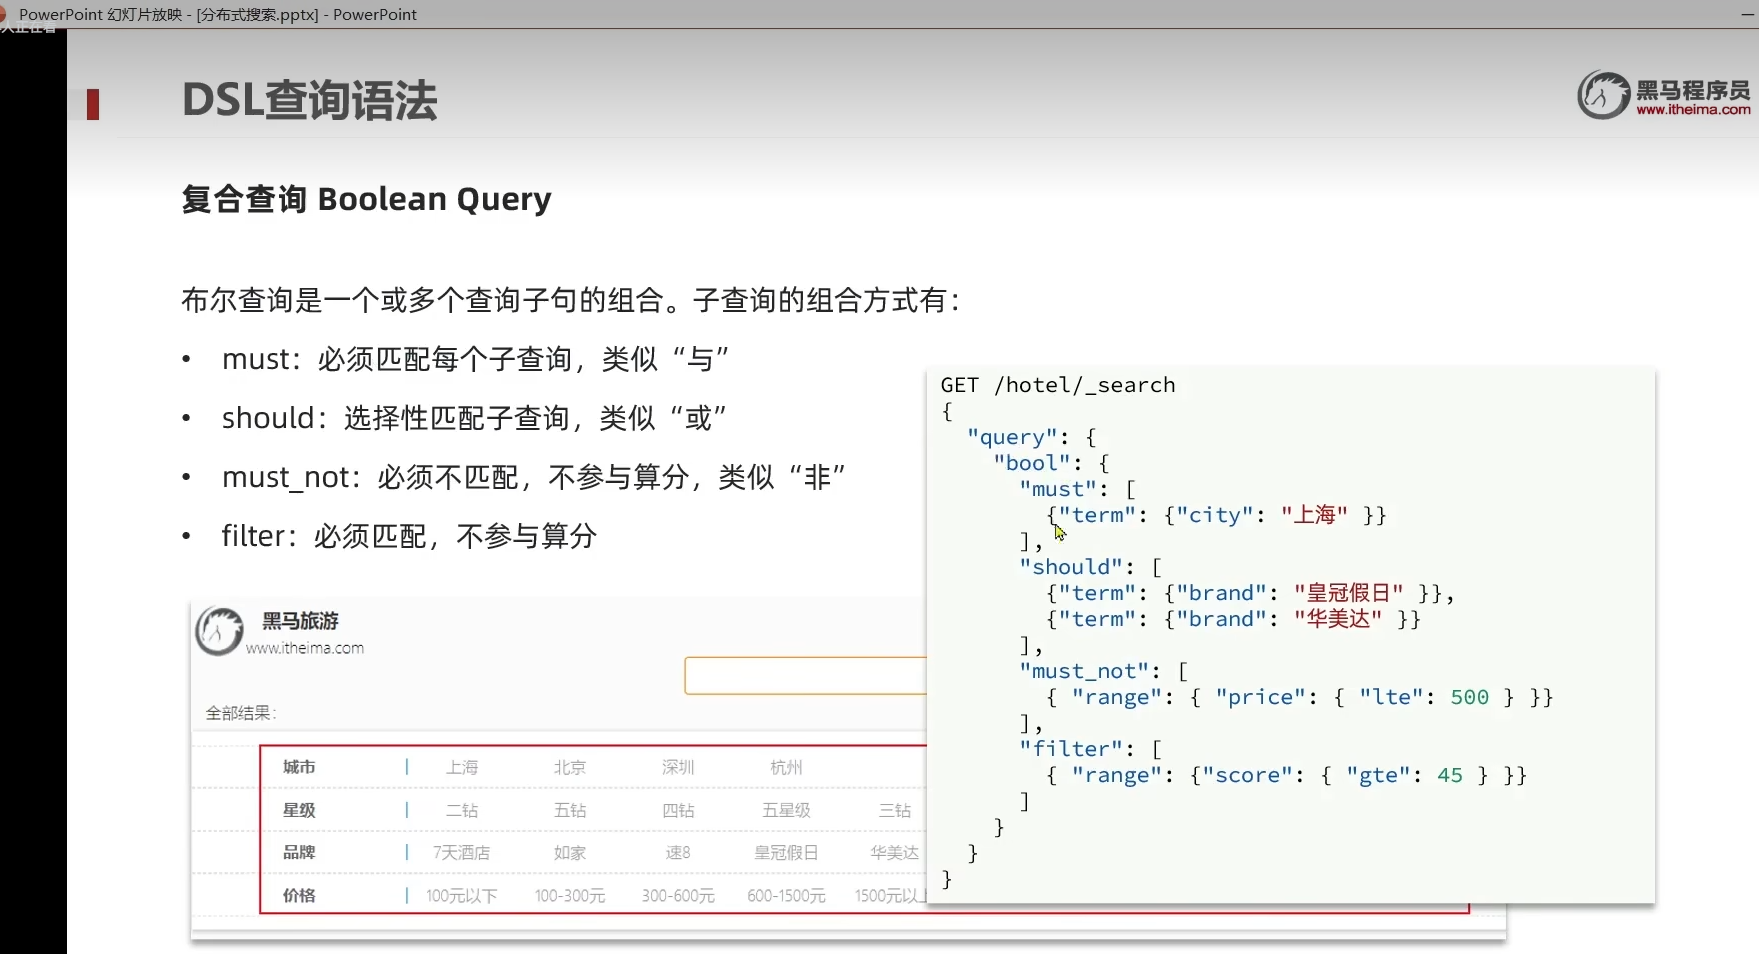 PowerPoint 幻灯片放映 - [分布式搜索.pptx] - PowerPoint
人正在看
DSL查询语法
黑马程序员
www.itheima.com
复合查询 Boolean Query
布尔查询是一个或多个查询子句的组合。子查询的组合方式有：
• must：必须匹配每个子查询，类似“与”
• should：选择性匹配子查询，类似“或”
• must_not：必须不匹配，不参与算分，类似“非”
• filter：必须匹配，不参与算分
GET /hotel/_search
{
"query": {
"bool": {
"must": [
{"term": {"city": "上海" }}
],
"should": [
{"term": {"brand": "皇冠假日" }},
{"term": {"brand": "华美达" }}
],
"must_not": [
{ "range": { "price": { "lte": 500 } }}
],
"filter": [
{ "range": {"score": { "gte": 45 } }}
]
}
}
}
黑马旅游
www.itheima.com
全部结果：
城市 | 上海 北京 深圳 杭州
星级 | 二钻 五钻 四钻 五星级 三钻
品牌 | 7天酒店 如家 速8 皇冠假日 华美达
价格 | 100元以下 100-300元 300-600元 600-1500元 1500元以